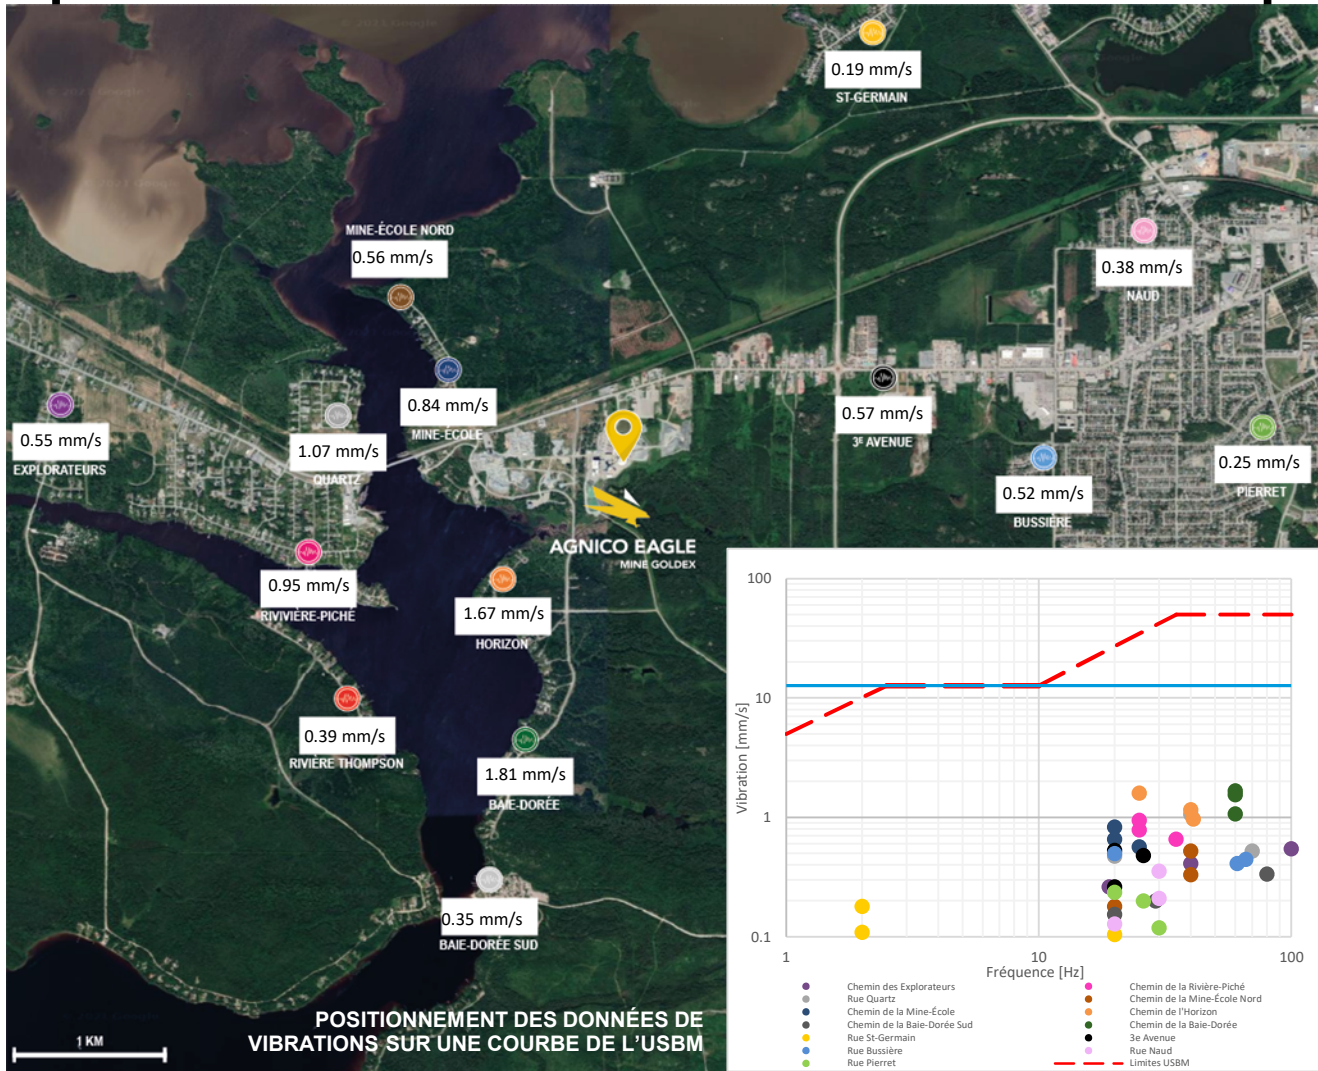 0.19 mm/s
ST-GERMAIN
MINE-ÉCOLE NORD
0.56 mm/s
0.38 mm/s
NAUD
0.84 mm/s
MINE-ÉCOLE
0.57 mm/s
3E AVENUE
0.55 mm/s
EXPLORATEURS
1.07 mm/s
QUARTZ
0.25 mm/s
PIERRET
0.52 mm/s
BUSSIÈRE
AGNICO EAGLE
MINE GOLDEX
0.95 mm/s
RIVIVIÈRE-PICHÉ
1.67 mm/s
HORIZON
0.39 mm/s
RIVIÈRE THOMPSON
1.81 mm/s
BAIE-DORÉE
0.35 mm/s
BAIE-DORÉE SUD
POSITIONNEMENT DES DONNÉES DE
VIBRATIONS SUR UNE COURBE DE L'USBM
1 KM
100
10
1
0.1
Vibration [mm/s]
1
10
100
Fréquence [Hz]
Chemin des Explorateurs
Chemin de la Rivière-Piché
Rue Quartz
Chemin de la Mine-École Nord
Chemin de la Mine-École
Chemin de l'Horizon
Chemin de la Baie-Dorée Sud
Chemin de la Baie-Dorée
Rue St-Germain
3e Avenue
Rue Bussière
Rue Naud
Rue Pierret
Limites USBM